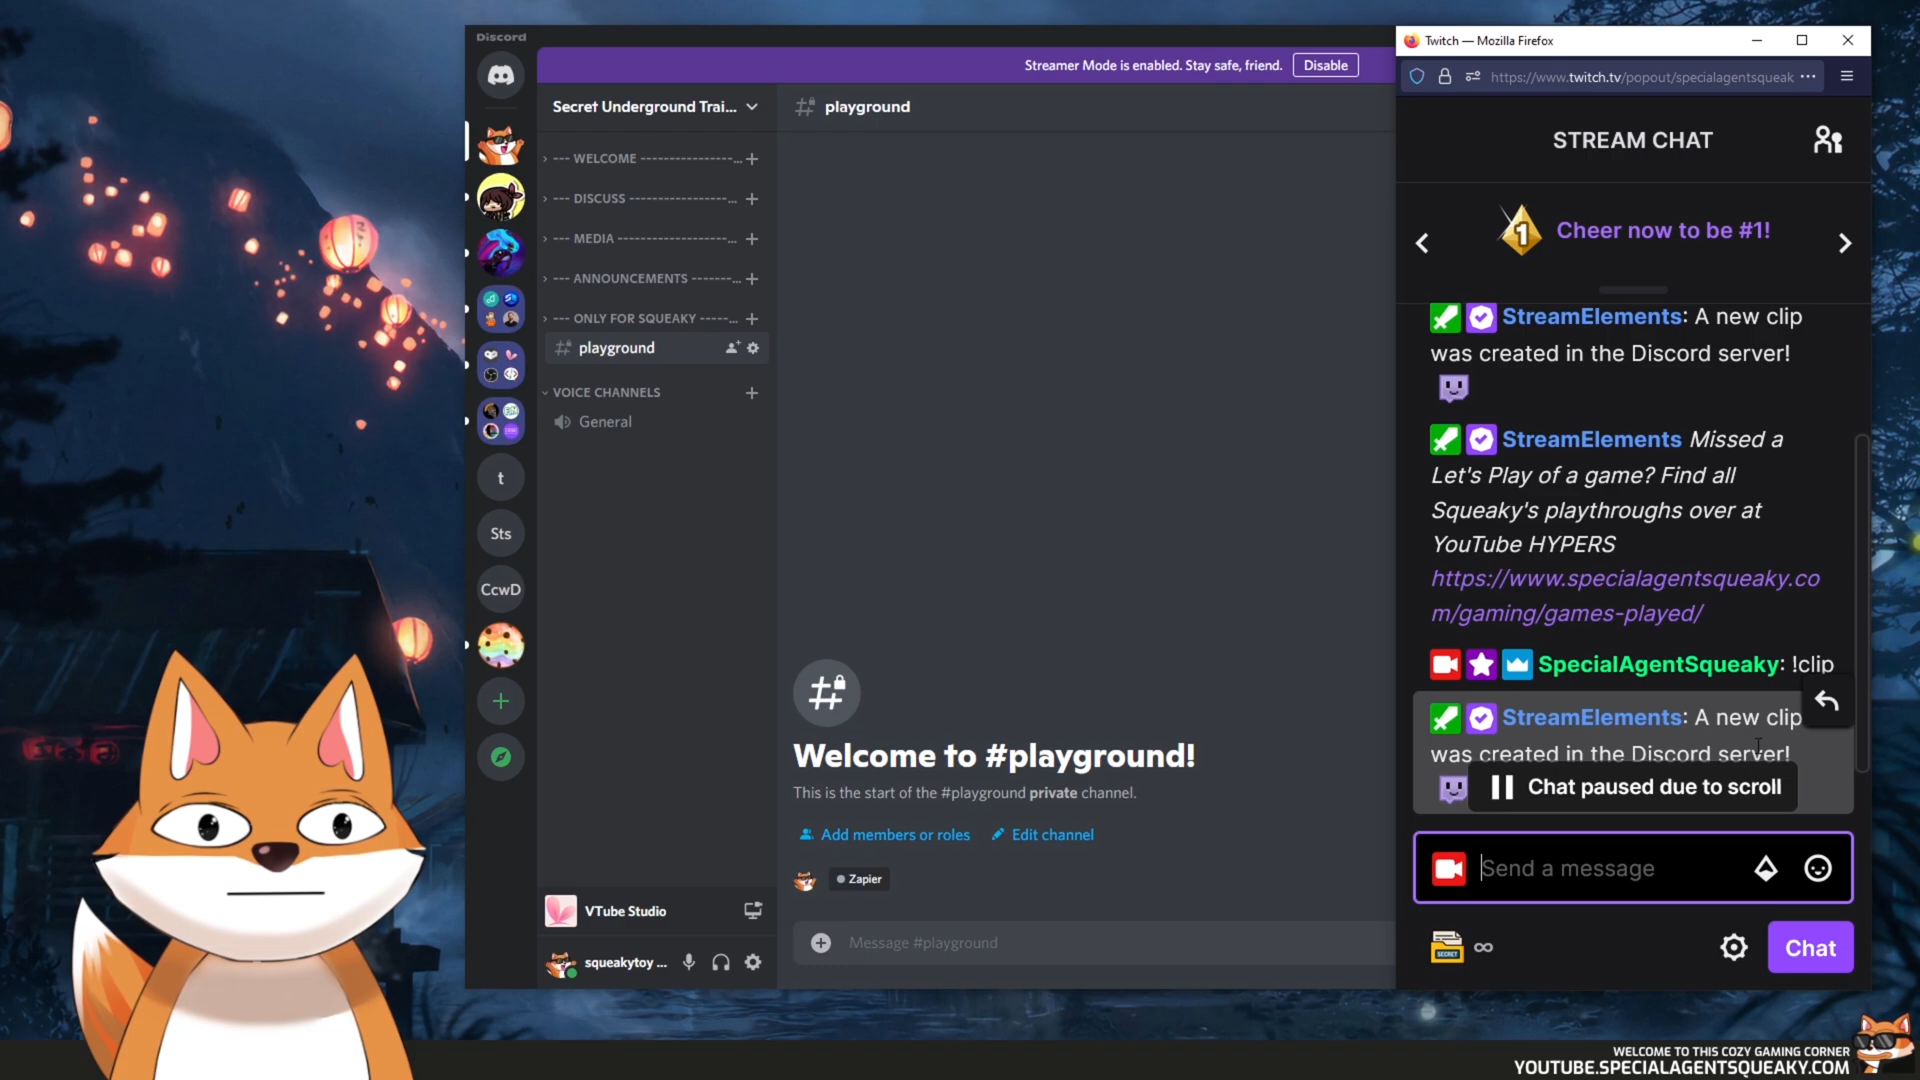 Discord
Streamer Mode is enabled. Stay safe, friend.
Disable
Secret Underground Trai...
playground
--- WELCOME ----------------...
--- DISCUSS -----------------...
--- MEDIA -------------------...
--- ANNOUNCEMENTS -------...
--- ONLY FOR SQUEAKY -----...
playground
VOICE CHANNELS
General
t
Sts
CcwD
Welcome to #playground!
This is the start of the #playground private channel.
Add members or roles
Edit channel
Zapier
Message #playground
VTube Studio
squeakytoy ...
Twitch — Mozilla Firefox
https://www.twitch.tv/popout/specialagentsqueak
STREAM CHAT
1
Cheer now to be #1!
StreamElements: A new clip
was created in the Discord server!
StreamElements Missed a
Let's Play of a game? Find all
Squeaky's playthroughs over at
YouTube HYPERS
https://www.specialagentsqueaky.co
m/gaming/games-played/
SpecialAgentSqueaky: !clip
StreamElements: A new clip
was created in the Discord server!
Chat paused due to scroll
Send a message
SECRET
∞
Chat
WELCOME TO THIS COZY GAMING CORNER
YOUTUBE.SPECIALAGENTSQUEAKY.COM